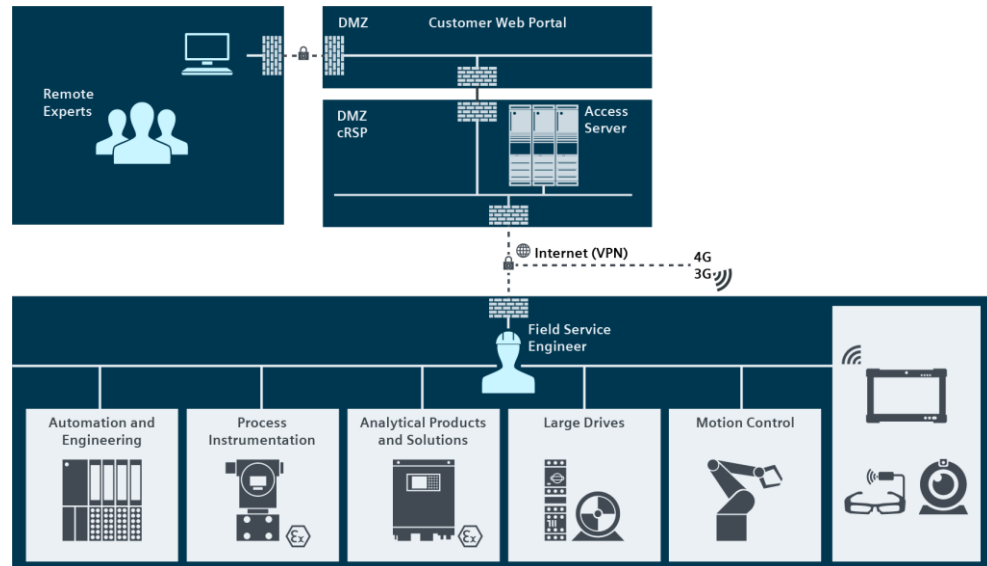 Remote
Experts
DMZ
Customer Web Portal
DMZ
cRSP
Access
Server
Internet (VPN)
4G
3G
Field Service
Engineer
Automation and
Engineering
Process
Instrumentation
Analytical Products
and Solutions
Large Drives
Motion Control
Ex
Ex